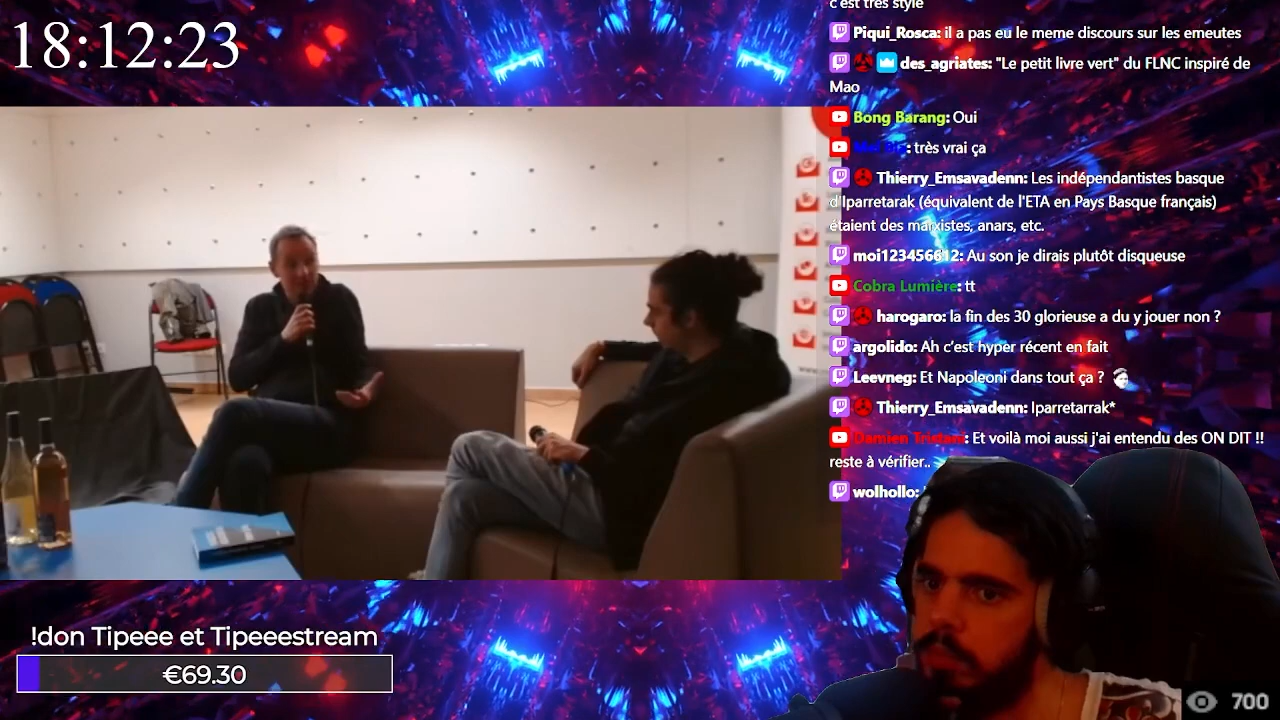 18:12:23
c'est très stylé
Piqui_Rosca: il a pas eu le meme discours sur les emeutes
des_agriates: "Le petit livre vert" du FLNC inspiré de
Mao
Bong Barang: Oui
: très vrai ça
Thierry_Emsavadenn: Les indépendantistes basque
d'Iparretarak (équivalent de l'ETA en Pays Basque français)
étaient des marxistes, anars, etc.
moi123456612: Au son je dirais plutôt disqueuse
Cobra Lumière: tt
harogaro: la fin des 30 glorieuse a du y jouer non ?
argolido: Ah c’est hyper récent en fait
Leevneg: Et Napoleoni dans tout ça ?
Thierry_Emsavadenn: Iparretarrak*
Damien Tristani: Et voilà moi aussi j'ai entendu des ON DIT !!
reste à vérifier..
wolhollo:
!don Tipeee et Tipeeestream
€69.30
700